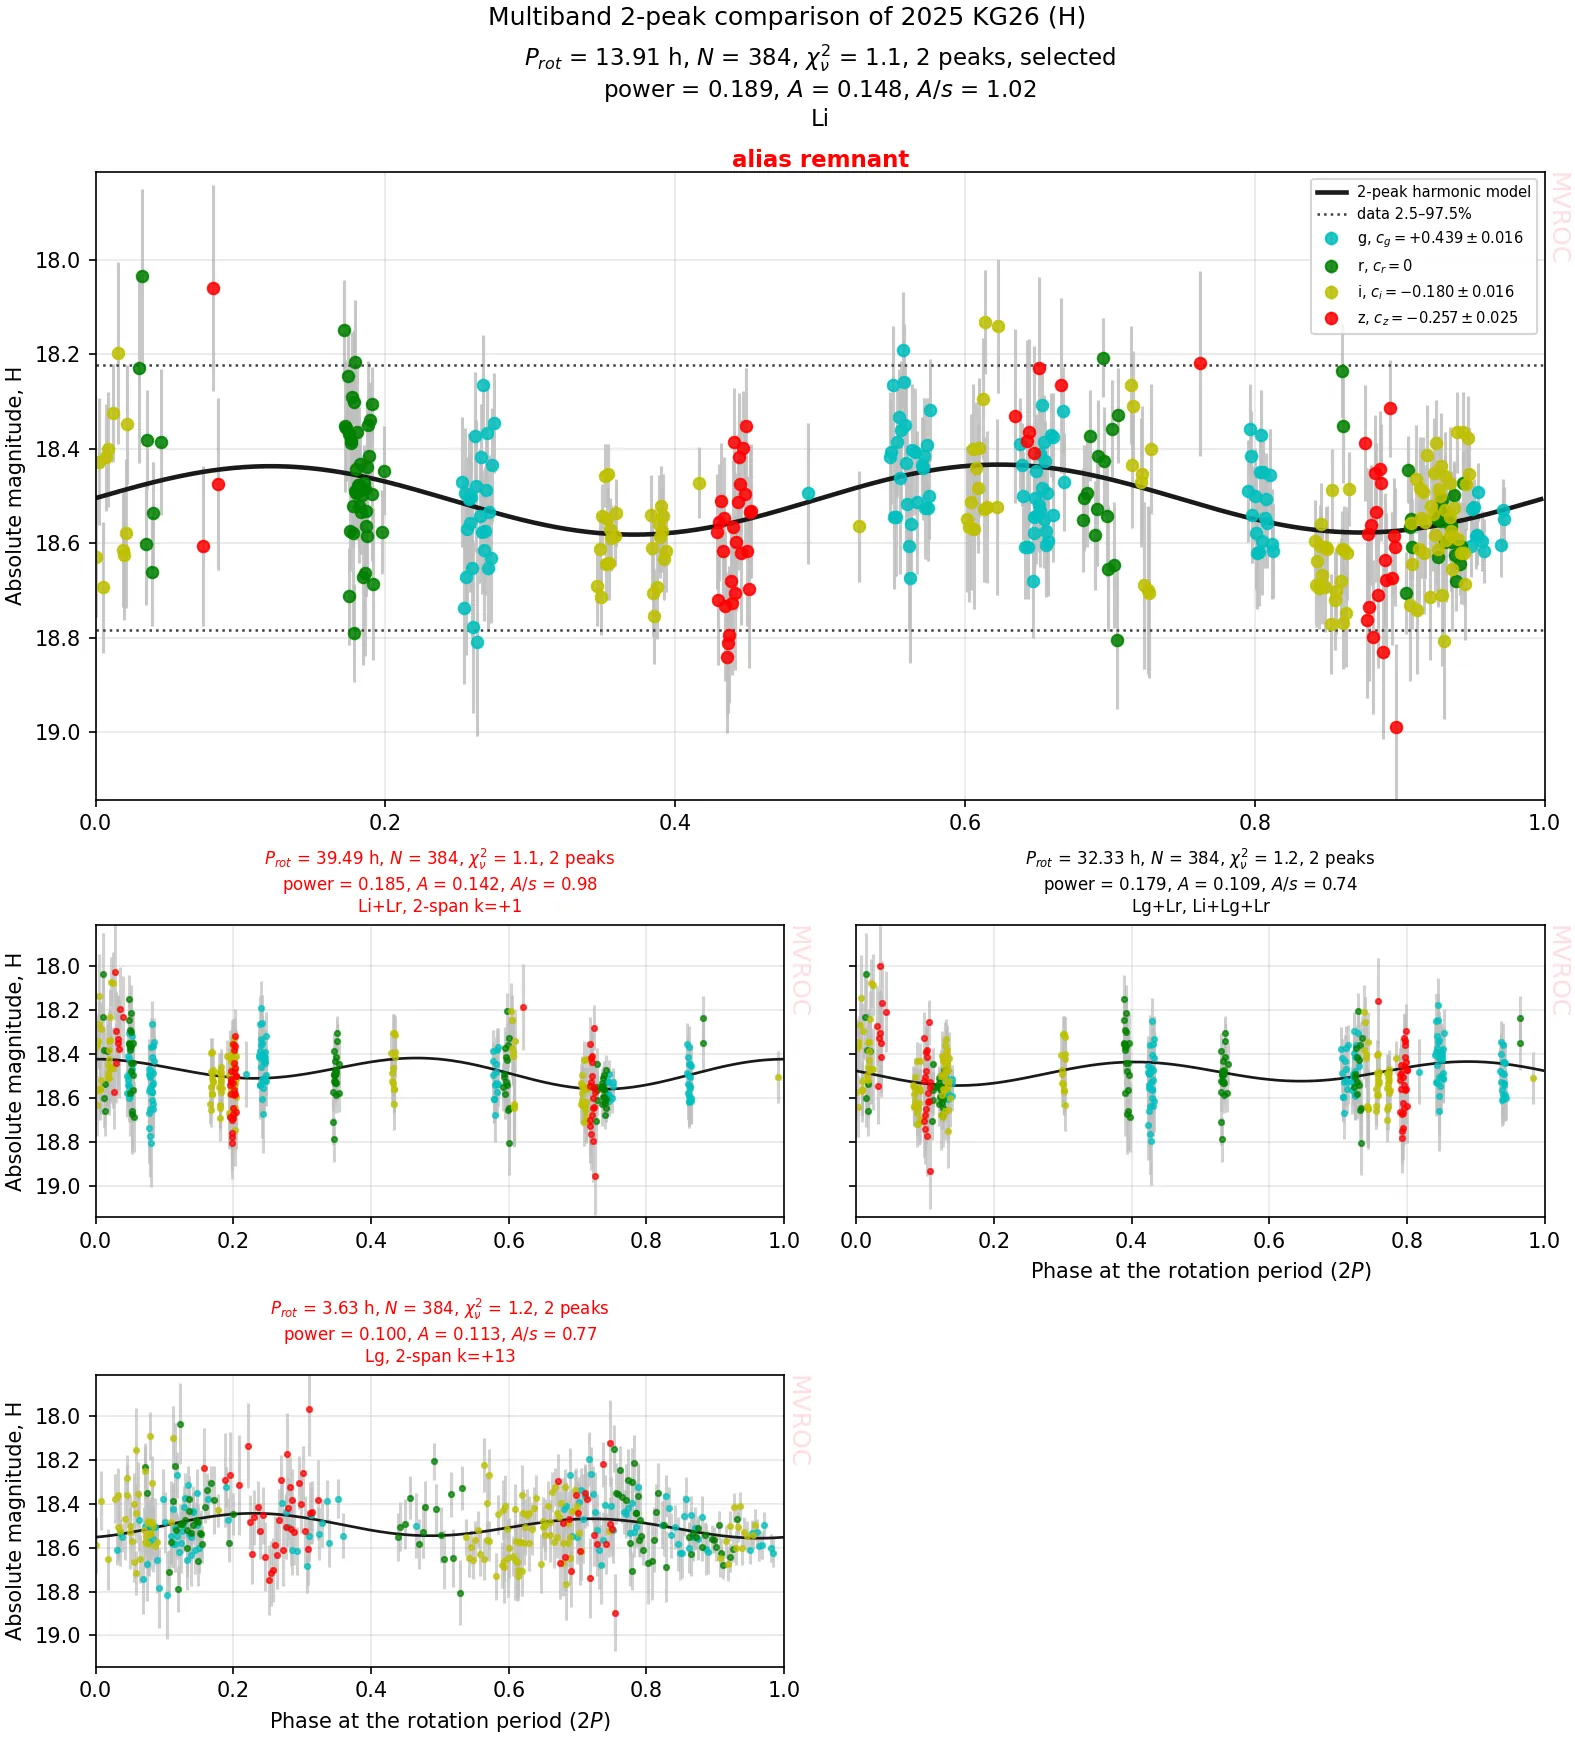 Multiband 2-peak comparison of 2025 KG26 (H)
P_rot = 13.91 h, N = 384, χ²_ν = 1.1, 2 peaks, selected
power = 0.189, A = 0.148, A/s = 1.02
Li
alias remnant
MVROC
2-peak harmonic model
data 2.5–97.5%
g, c_g = +0.439 ± 0.016
r, c_r = 0
i, c_i = −0.180 ± 0.016
z, c_z = −0.257 ± 0.025
Absolute magnitude, H
18.0
18.2
18.4
18.6
18.8
19.0
0.0 0.2 0.4 0.6 0.8 1.0
P_rot = 39.49 h, N = 384, χ²_ν = 1.1, 2 peaks
power = 0.185, A = 0.142, A/s = 0.98
Li+Lr, 2-span k=+1
MVROC
Absolute magnitude, H
18.0
18.2
18.4
18.6
18.8
19.0
0.0 0.2 0.4 0.6 0.8 1.0
P_rot = 32.33 h, N = 384, χ²_ν = 1.2, 2 peaks
power = 0.179, A = 0.109, A/s = 0.74
Lg+Lr, Li+Lg+Lr
MVROC
0.0 0.2 0.4 0.6 0.8 1.0
Phase at the rotation period (2P)
P_rot = 3.63 h, N = 384, χ²_ν = 1.2, 2 peaks
power = 0.100, A = 0.113, A/s = 0.77
Lg, 2-span k=+13
MVROC
Absolute magnitude, H
18.0
18.2
18.4
18.6
18.8
19.0
0.0 0.2 0.4 0.6 0.8 1.0
Phase at the rotation period (2P)